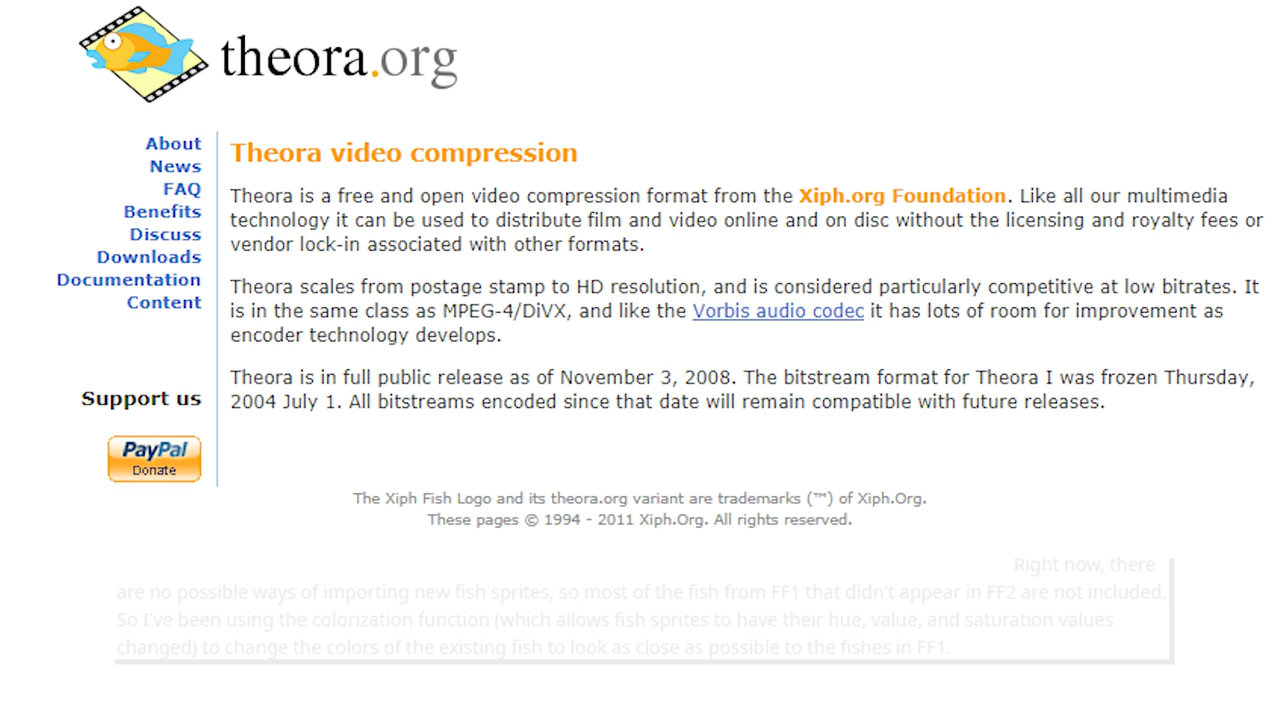 theora.org
About
News
FAQ
Benefits
Discuss
Downloads
Documentation
Content
Support us
PayPal
Donate
Theora video compression
Theora is a free and open video compression format from the Xiph.org Foundation. Like all our multimedia
technology it can be used to distribute film and video online and on disc without the licensing and royalty fees or
vendor lock-in associated with other formats.
Theora scales from postage stamp to HD resolution, and is considered particularly competitive at low bitrates. It
is in the same class as MPEG-4/DiVX, and like the Vorbis audio codec it has lots of room for improvement as
encoder technology develops.
Theora is in full public release as of November 3, 2008. The bitstream format for Theora I was frozen Thursday,
2004 July 1. All bitstreams encoded since that date will remain compatible with future releases.
The Xiph Fish Logo and its theora.org variant are trademarks (™) of Xiph.Org.
These pages © 1994 - 2011 Xiph.Org. All rights reserved.
Right now, there
are no possible ways of importing new fish sprites, so most of the fish from FF1 that didn't appear in FF2 are not included.
So I've been using the colorization function (which allows fish sprites to have their hue, value, and saturation values
changed) to change the colors of the existing fish to look as close as possible to the fishes in FF1.